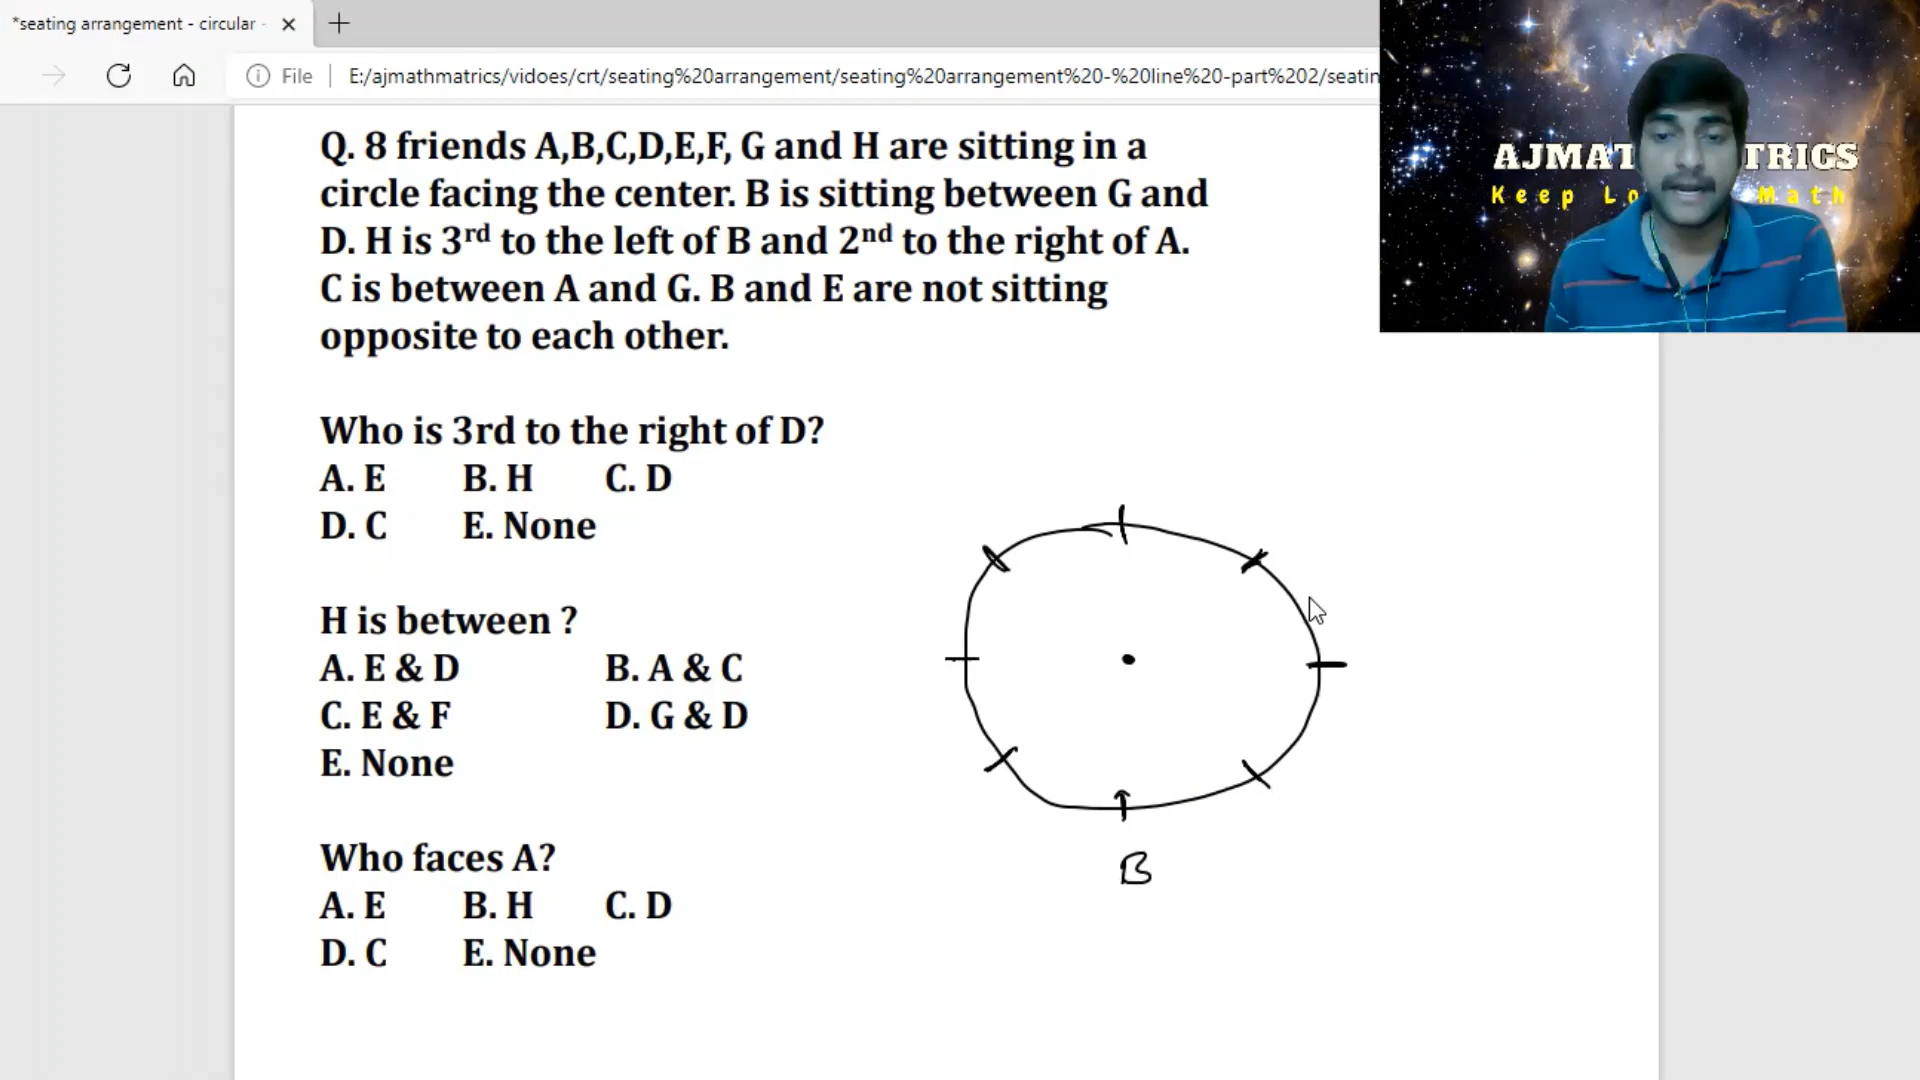 *seating arrangement - circular -
File
E:/ajmathmatrics/vidoes/crt/seating%20arrangement/seating%20arrangement%20-%20line%20-part%202/seatin
AJMAT TRICS
Keep Lo Math
Q. 8 friends A,B,C,D,E,F, G and H are sitting in a
circle facing the center. B is sitting between G and
D. H is 3rd to the left of B and 2nd to the right of A.
C is between A and G. B and E are not sitting
opposite to each other.
Who is 3rd to the right of D?
A. E B. H C. D
D. C E. None
H is between ?
A. E & D B. A & C
C. E & F D. G & D
E. None
Who faces A?
A. E B. H C. D
D. C E. None
B